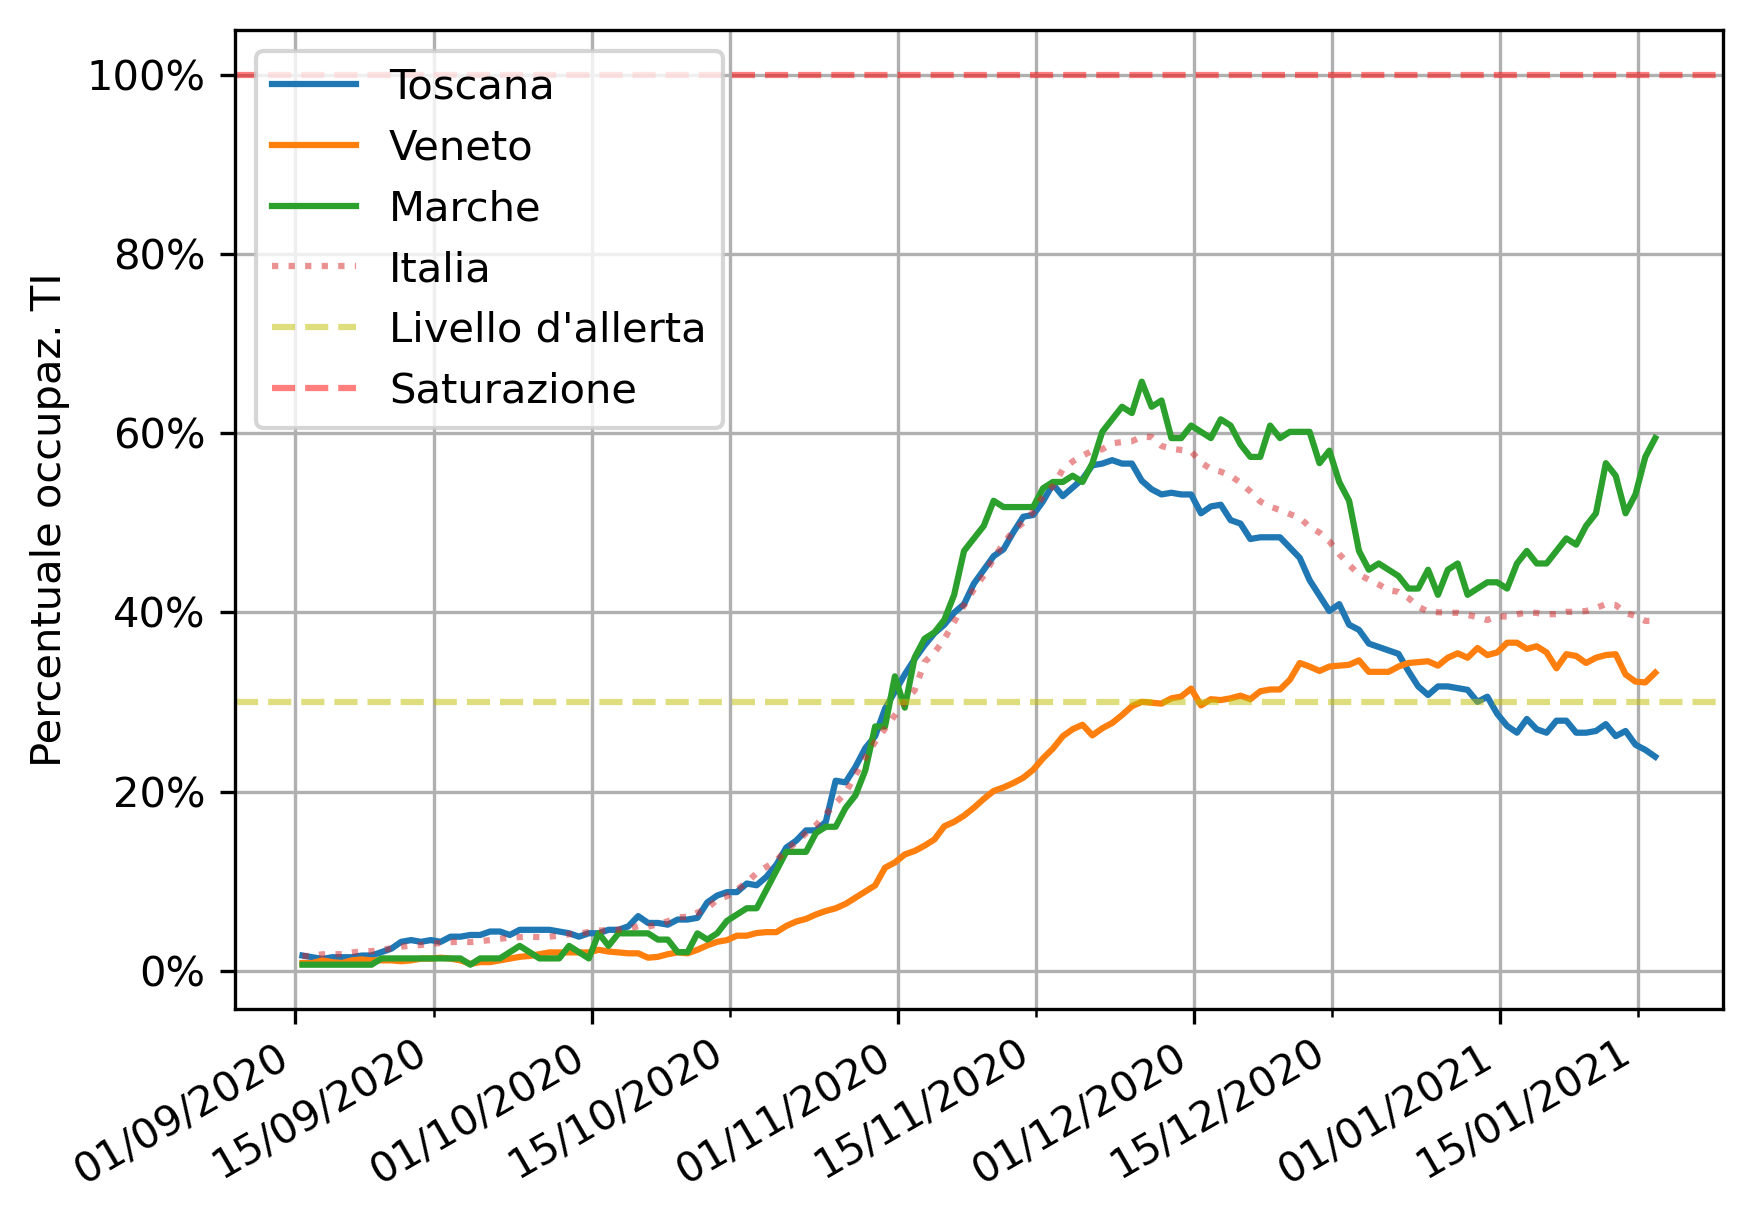 Toscana
Veneto
Marche
Italia
Livello d'allerta
Saturazione
Percentuale occupaz. TI
100%
80%
60%
40%
20%
0%
01/09/2020
15/09/2020
01/10/2020
15/10/2020
01/11/2020
15/11/2020
01/12/2020
15/12/2020
01/01/2021
15/01/2021